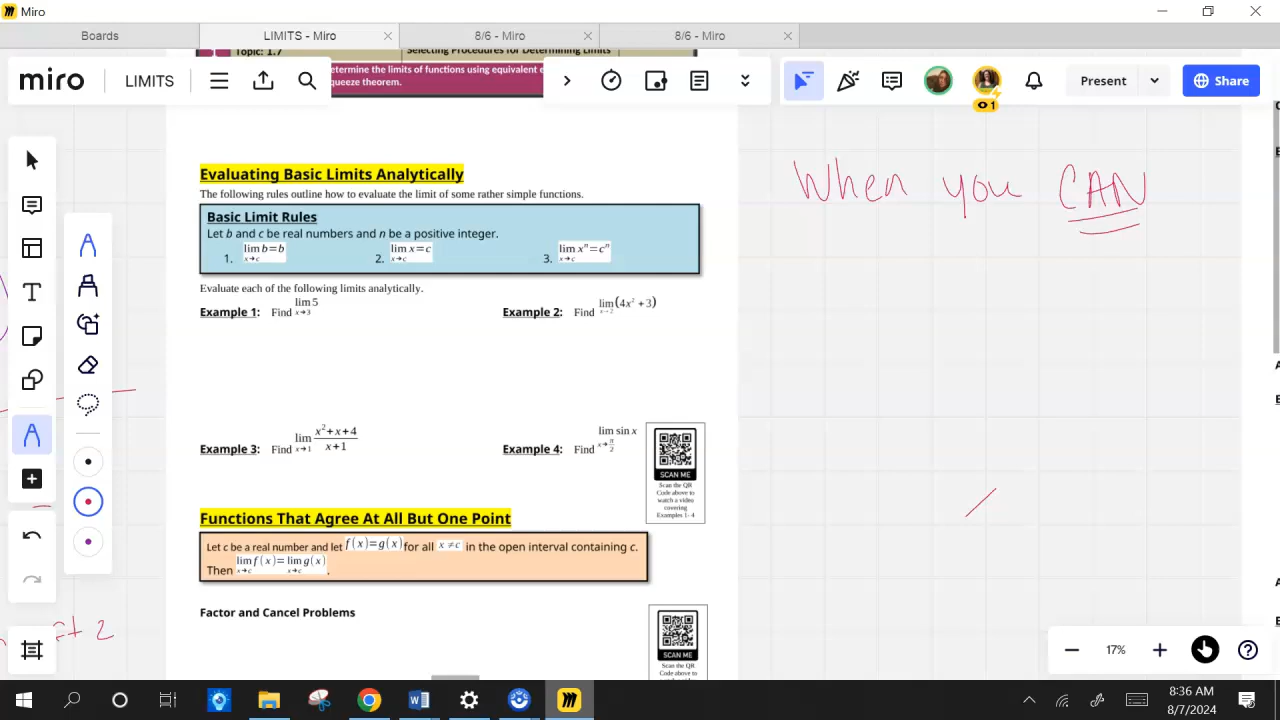 Miro
Boards
LIMITS - Miro
8/6 - Miro
8/6 - Miro
Topic: 1.7
Selecting Procedures for Determining Limits
miro
LIMITS
etermine the limits of functions using equivalent e
queeze theorem.
1
Present
Share
When you CAN
Evaluating Basic Limits Analytically
The following rules outline how to evaluate the limit of some rather simple functions.
Basic Limit Rules
Let b and c be real numbers and n be a positive integer.
1. lim x→c b=b 2. lim x→c x=c 3. lim x→c xⁿ=cⁿ
Evaluate each of the following limits analytically.
Example 1: Find lim x→3 5 Example 2: Find lim x→2 (4x²+3)
Example 3: Find lim x→1 (x²+x+4)/(x+1) Example 4: Find lim x→π/2 sin x
SCAN ME
Scan the QR
Code above to
watch a video
covering
Examples 1- 4
Functions That Agree At All But One Point
Let c be a real number and let f(x)=g(x) for all x≠c in the open interval containing c.
Then lim x→c f(x)=lim x→c g(x).
Factor and Cancel Problems
SCAN ME
Scan the QR
Code above to
17%
8:36 AM
8/7/2024